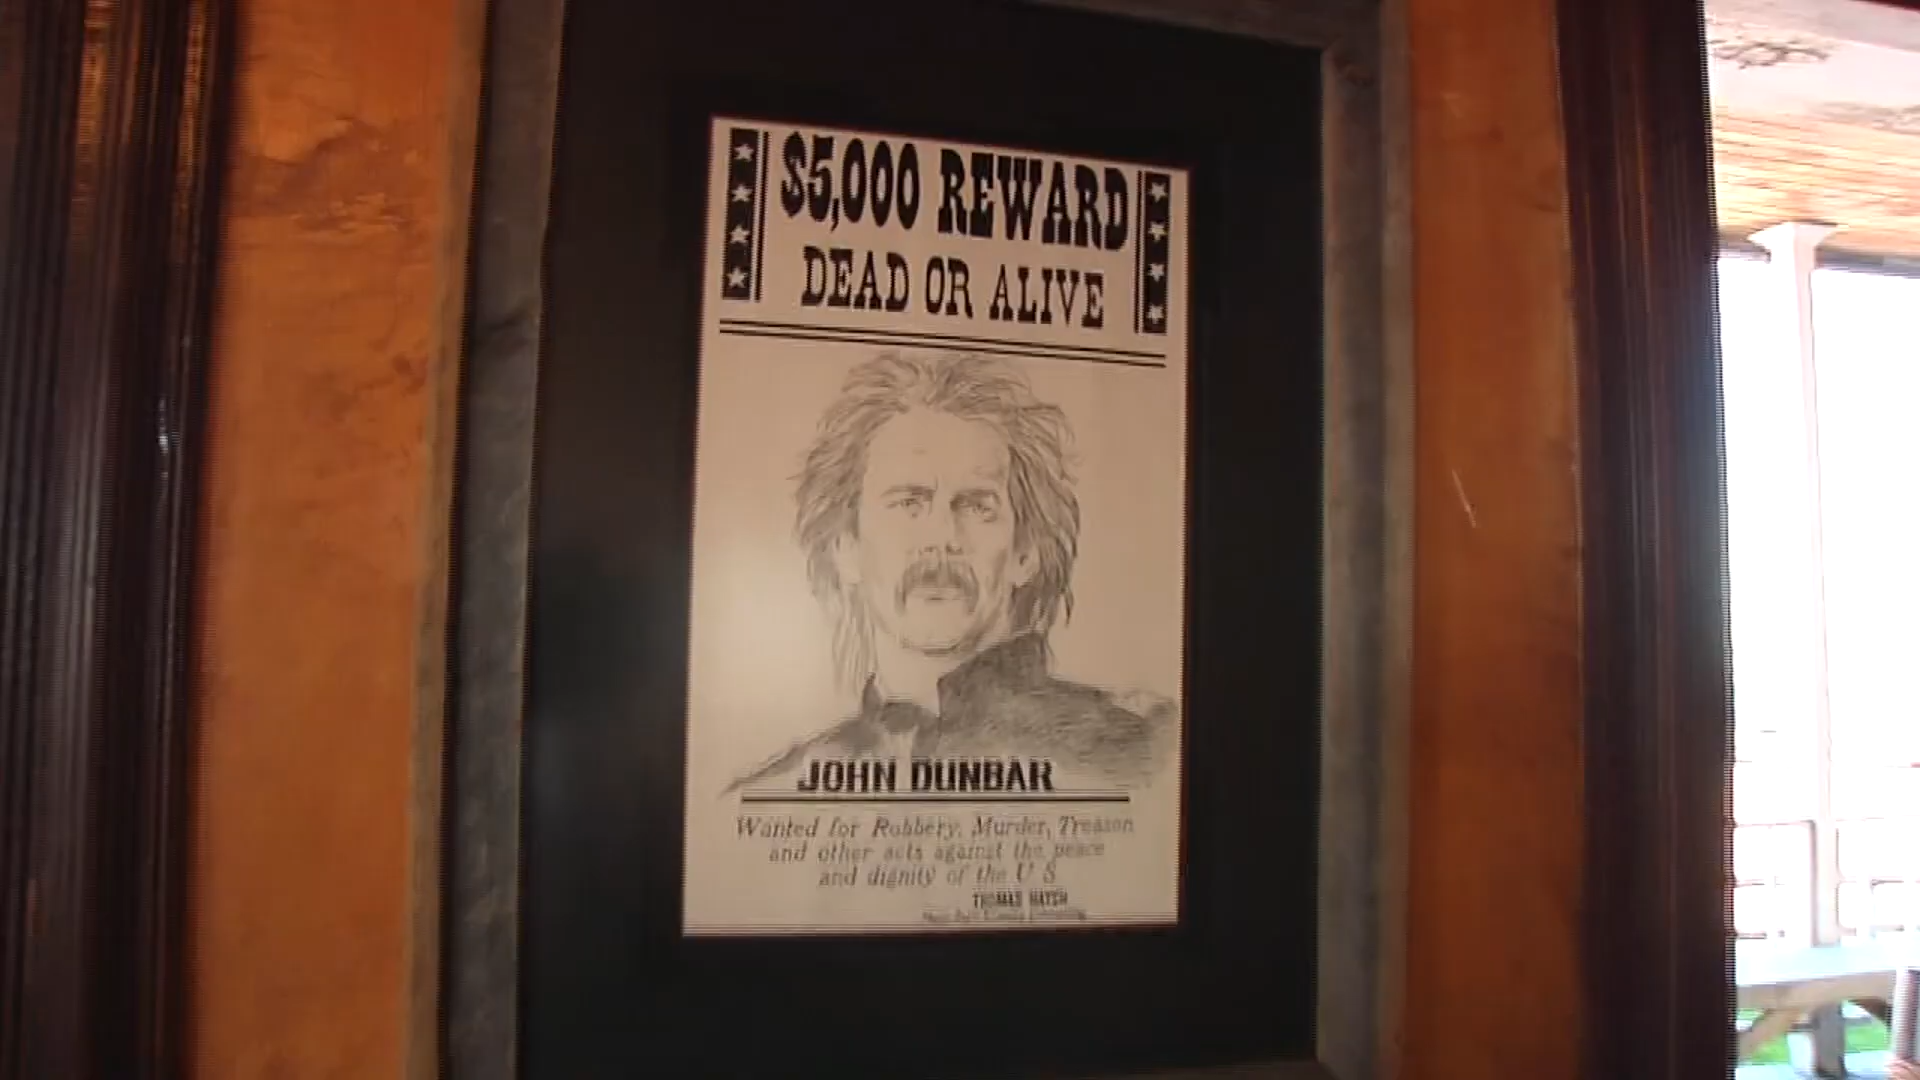 $5,000 REWARD
DEAD OR ALIVE
JOHN DUNBAR
Wanted for Robbery, Murder, Treason
and other acts against the peace
and dignity of the U S
THOMAS HATCH